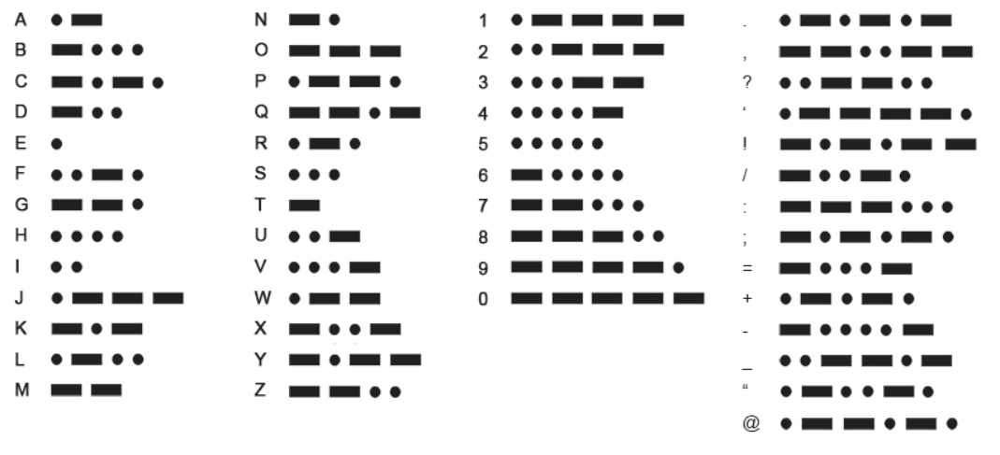 A ● ▬
B ▬ ● ● ●
C ▬ ● ▬ ●
D ▬ ● ●
E ●
F ● ● ▬ ●
G ▬ ▬ ●
H ● ● ● ●
I ● ●
J ● ▬ ▬ ▬
K ▬ ● ▬
L ● ▬ ● ●
M ▬ ▬
N ▬ ●
O ▬ ▬ ▬
P ● ▬ ▬ ●
Q ▬ ▬ ● ▬
R ● ▬ ●
S ● ● ●
T ▬
U ● ● ▬
V ● ● ● ▬
W ● ▬ ▬
X ▬ ● ● ▬
Y ▬ ● ▬ ▬
Z ▬ ▬ ● ●
1 ● ▬ ▬ ▬ ▬
2 ● ● ▬ ▬ ▬
3 ● ● ● ▬ ▬
4 ● ● ● ● ▬
5 ● ● ● ● ●
6 ▬ ● ● ● ●
7 ▬ ▬ ● ● ●
8 ▬ ▬ ▬ ● ●
9 ▬ ▬ ▬ ▬ ●
0 ▬ ▬ ▬ ▬ ▬
. ● ▬ ● ▬ ● ▬
, ▬ ▬ ● ● ▬ ▬
? ● ● ▬ ▬ ● ●
‘ ● ▬ ▬ ▬ ▬ ●
! ▬ ● ▬ ● ▬ ▬
/ ▬ ● ● ▬ ●
: ▬ ▬ ▬ ● ● ●
; ▬ ● ▬ ● ▬ ●
= ▬ ● ● ● ▬
+ ● ▬ ● ▬ ●
- ▬ ● ● ● ● ▬
_ ● ● ▬ ▬ ● ▬
“ ● ▬ ● ● ▬ ●
@ ● ▬ ▬ ● ▬ ●